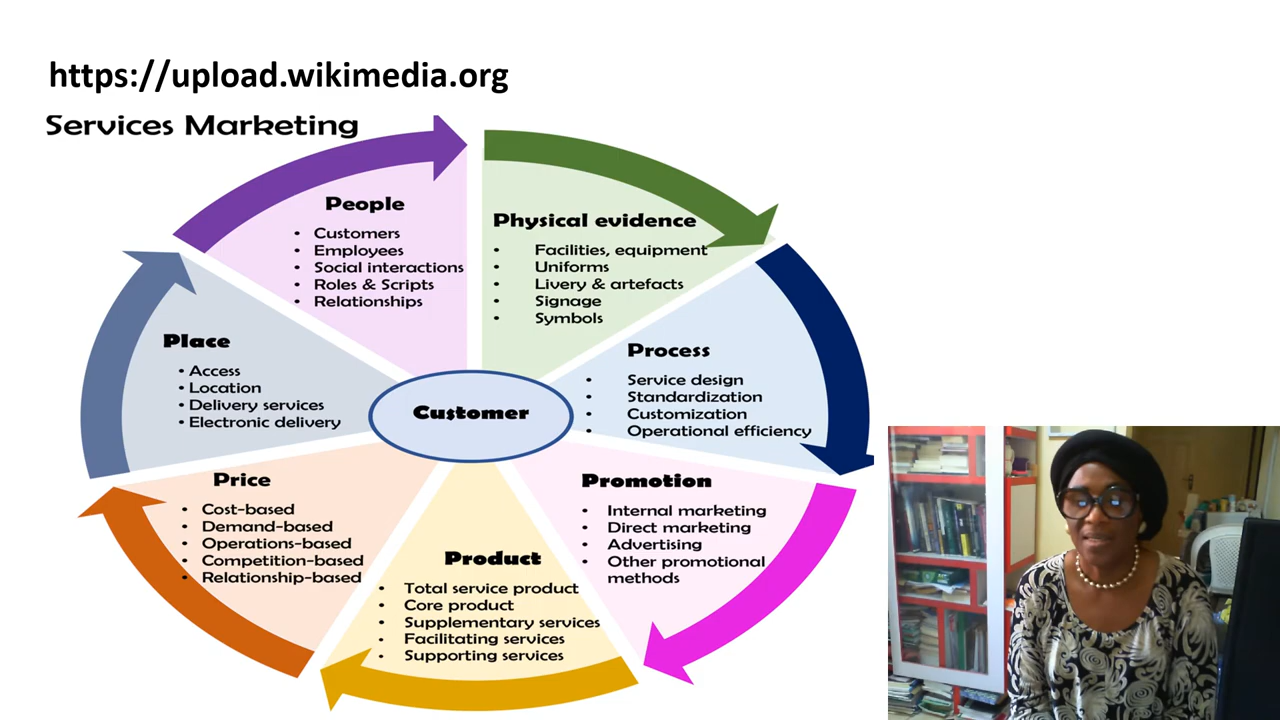 https://upload.wikimedia.org
Services Marketing
People
• Customers
• Employees
• Social interactions
• Roles & Scripts
• Relationships
Physical evidence
• Facilities, equipment
• Uniforms
• Livery & artefacts
• Signage
• Symbols
Process
• Service design
• Standardization
• Customization
• Operational efficiency
Promotion
• Internal marketing
• Direct marketing
• Advertising
• Other promotional
methods
Product
• Total service product
• Core product
• Supplementary services
• Facilitating services
• Supporting services
Price
• Cost-based
• Demand-based
• Operations-based
• Competition-based
• Relationship-based
Place
• Access
• Location
• Delivery services
• Electronic delivery
Customer